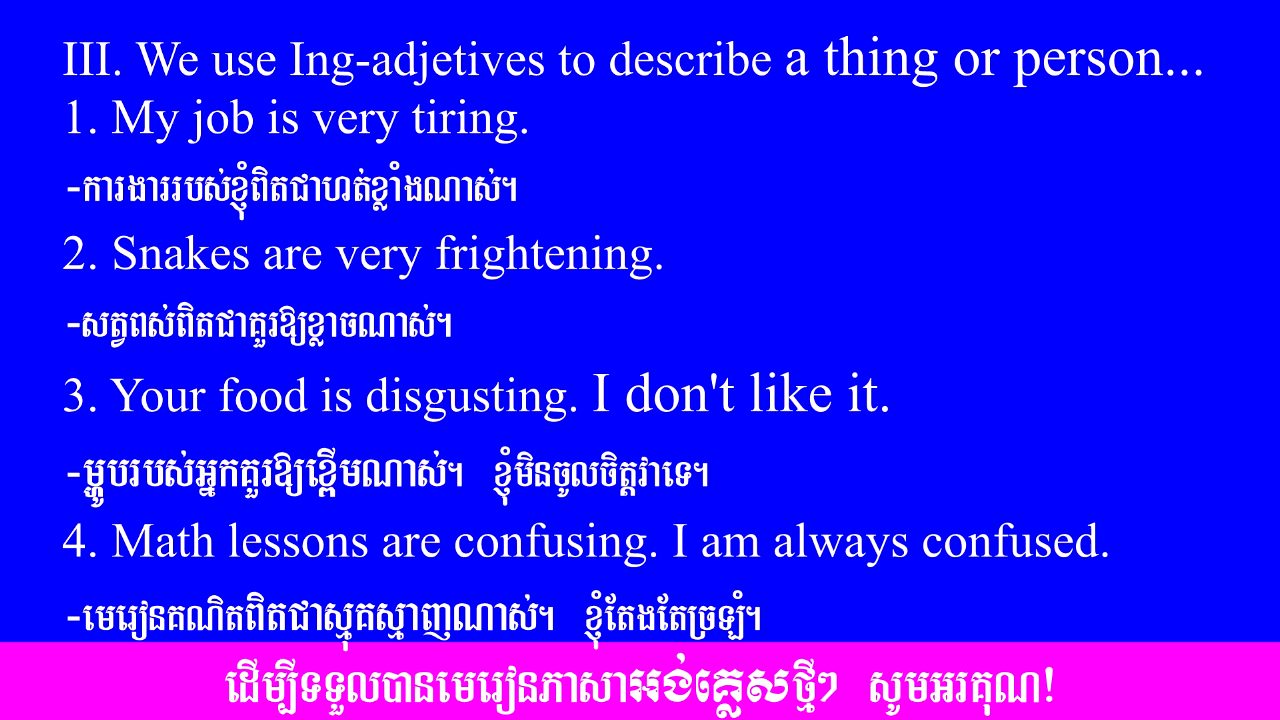 III. We use Ing-adjetives to describe a thing or person...
1. My job is very tiring.
-ការងាររបស់ខ្ញុំពិតជាហត់ខ្លាំងណាស់។
2. Snakes are very frightening.
-សត្វពស់ពិតជាគួរឱ្យខ្លាចណាស់។
3. Your food is disgusting. I don't like it.
-ម្ហូបរបស់អ្នកគួរឱ្យខ្ពើមណាស់។ ខ្ញុំមិនចូលចិត្តវាទេ។
4. Math lessons are confusing. I am always confused.
-មេរៀនគណិតពិតជាស្មុគស្មាញណាស់។ ខ្ញុំតែងតែច្រឡំ។
ដើម្បីទទួលបានមេរៀនភាសាអង់គ្លេសថ្មីៗ សូមអរគុណ!